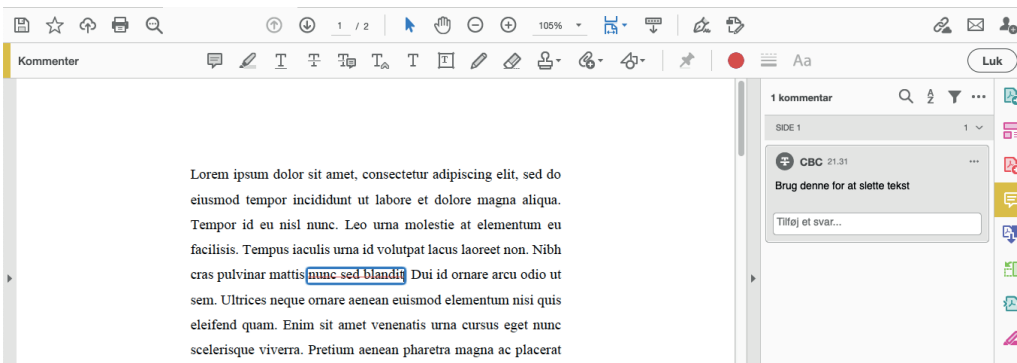 1 / 2
105%
Kommenter
T T T T T T
Aa
Luk
1 kommentar
A
Z
SIDE 1
1
CBC 21.31
Brug denne for at slette tekst
Tilføj et svar...
Lorem ipsum dolor sit amet, consectetur adipiscing elit, sed do
eiusmod tempor incididunt ut labore et dolore magna aliqua.
Tempor id eu nisl nunc. Leo urna molestie at elementum eu
facilisis. Tempus iaculis urna id volutpat lacus laoreet non. Nibh
cras pulvinar mattis nunc sed blandit. Dui id ornare arcu odio ut
sem. Ultrices neque ornare aenean euismod elementum nisi quis
eleifend quam. Enim sit amet venenatis urna cursus eget nunc
scelerisque viverra. Pretium aenean pharetra magna ac placerat